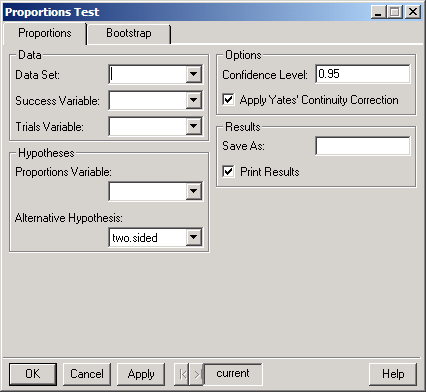 Proportions Test
Proportions
Bootstrap
Data
Data Set:
Success Variable:
Trials Variable:
Hypotheses
Proportions Variable:
Alternative Hypothesis:
two.sided
Options
Confidence Level: 0.95
Apply Yates' Continuity Correction
Results
Save As:
Print Results
OK
Cancel
Apply
current
Help